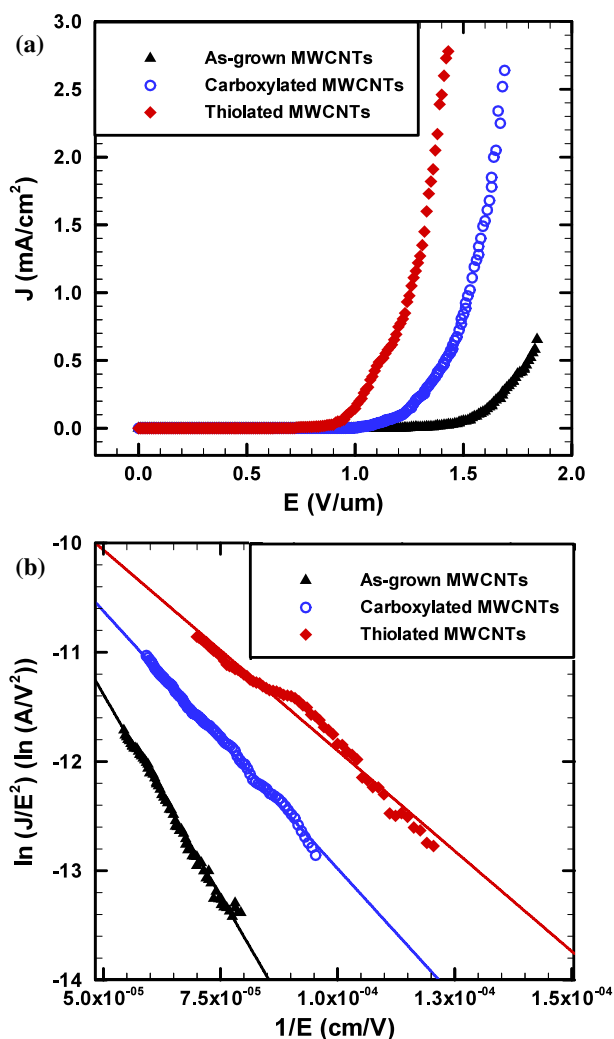 (a)
3.0
2.5
2.0
1.5
1.0
0.5
0.0
J (mA/cm²)
As-grown MWCNTs
Carboxylated MWCNTs
Thiolated MWCNTs
0.0 0.5 1.0 1.5 2.0
E (V/um)
(b)
-10
-11
-12
-13
-14
ln (J/E²) (ln (A/V²))
As-grown MWCNTs
Carboxylated MWCNTs
Thiolated MWCNTs
5.0x10⁻⁰⁵ 7.5x10⁻⁰⁵ 1.0x10⁻⁰⁴ 1.3x10⁻⁰⁴ 1.5x10⁻⁰⁴
1/E (cm/V)